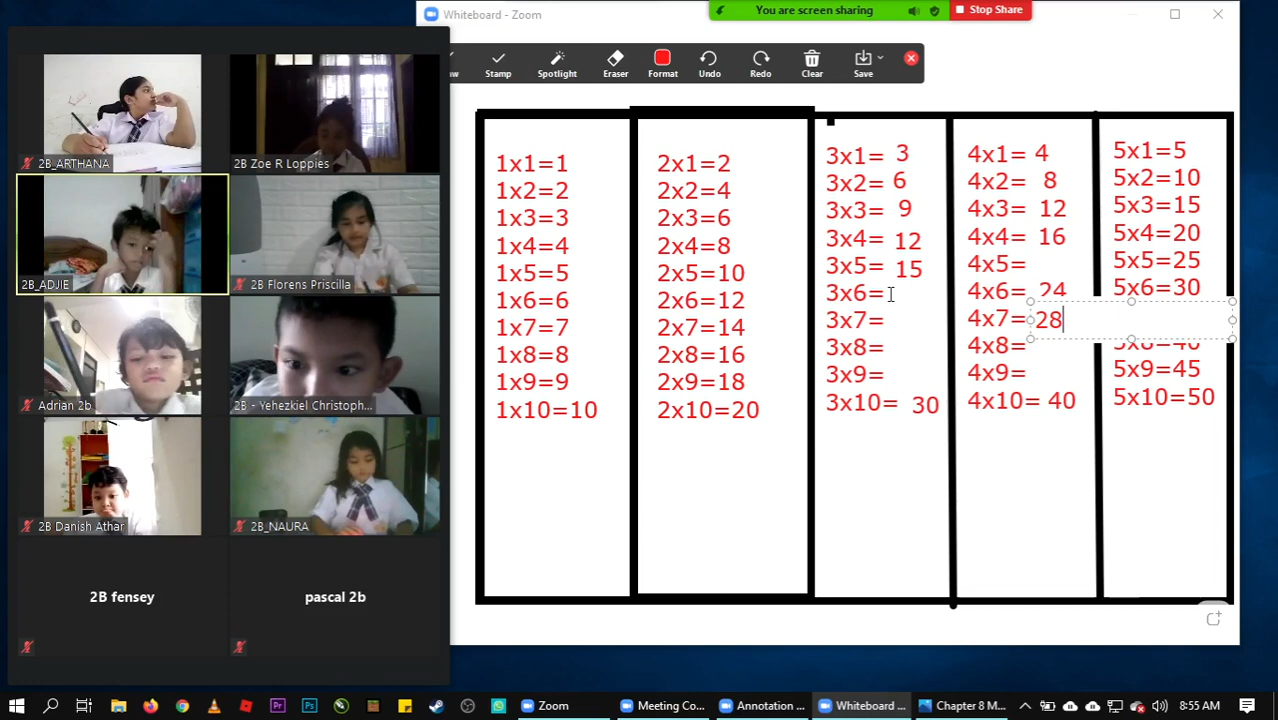 Whiteboard - Zoom
You are screen sharing
Stop Share
Stamp
Spotlight
Eraser
Format
Undo
Redo
Clear
Save
2B_ARTHANA
2B Zoe R Loppies
2B_ADJIE
2B Florens Priscilla
Adrian 2b
2B - Yehezkiel Christoph...
2B Danish Athar
2B_NAURA
2B fensey
pascal 2b
1x1=1
1x2=2
1x3=3
1x4=4
1x5=5
1x6=6
1x7=7
1x8=8
1x9=9
1x10=10
2x1=2
2x2=4
2x3=6
2x4=8
2x5=10
2x6=12
2x7=14
2x8=16
2x9=18
2x10=20
3x1= 3
3x2= 6
3x3= 9
3x4= 12
3x5= 15
3x6=
3x7=
3x8=
3x9=
3x10= 30
4x1= 4
4x2= 8
4x3= 12
4x4= 16
4x5=
4x6= 24
4x7= 28
4x8=
4x9=
4x10= 40
5x1=5
5x2=10
5x3=15
5x4=20
5x5=25
5x6=30
5x8=40
5x9=45
5x10=50
Zoom
Meeting Co...
Annotation ...
Whiteboard ...
Chapter 8 M...
8:55 AM